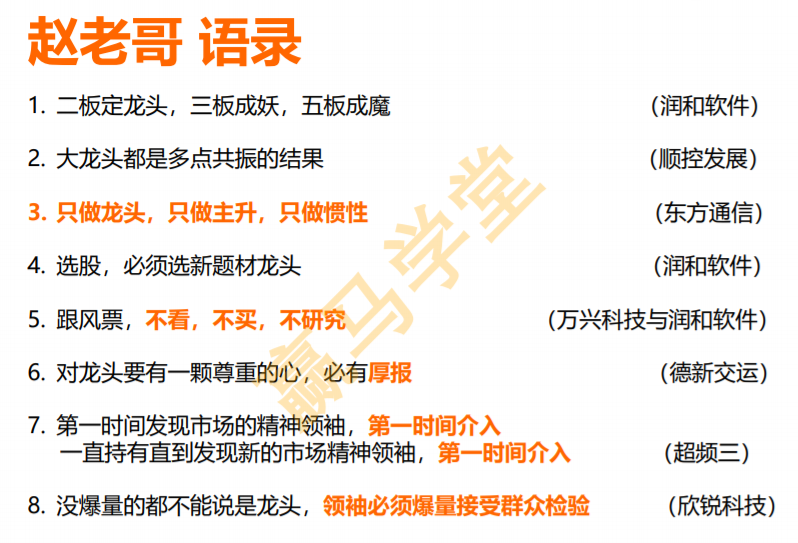 赵老哥 语录
1. 二板定龙头，三板成妖，五板成魔 （润和软件）
2. 大龙头都是多点共振的结果 （顺控发展）
3. 只做龙头，只做主升，只做惯性 （东方通信）
4. 选股，必须选新题材龙头 （润和软件）
5. 跟风票，不看，不买，不研究 （万兴科技与润和软件）
6. 对龙头要有一颗尊重的心，必有厚报 （德新交运）
7. 第一时间发现市场的精神领袖，第一时间介入
一直持有直到发现新的市场精神领袖，第一时间介入 （超频三）
8. 没爆量的都不能说是龙头，领袖必须爆量接受群众检验 （欣锐科技）
赢马学堂